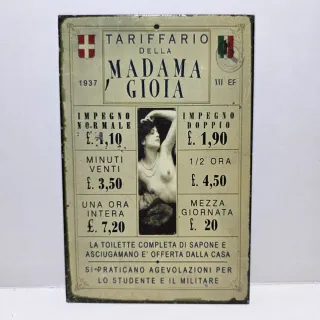 TARIFFARIO
DELLA
MADAMA
GIOIA
1937
III EF
IMPEGNO
NORMALE
£. 1,10
IMPEGNO
DOPPIO
£. 1,90
MINUTI
VENTI
£. 3,50
1/2 ORA
£. 4,50
UNA ORA
INTERA
£. 7,20
MEZZA
GIORNATA
£. 20
LA TOILETTE COMPLETA DI SAPONE E
ASCIUGAMANO E' OFFERTA DALLA CASA
SI PRATICANO AGEVOLAZIONI PER
LO STUDENTE E IL MILITARE